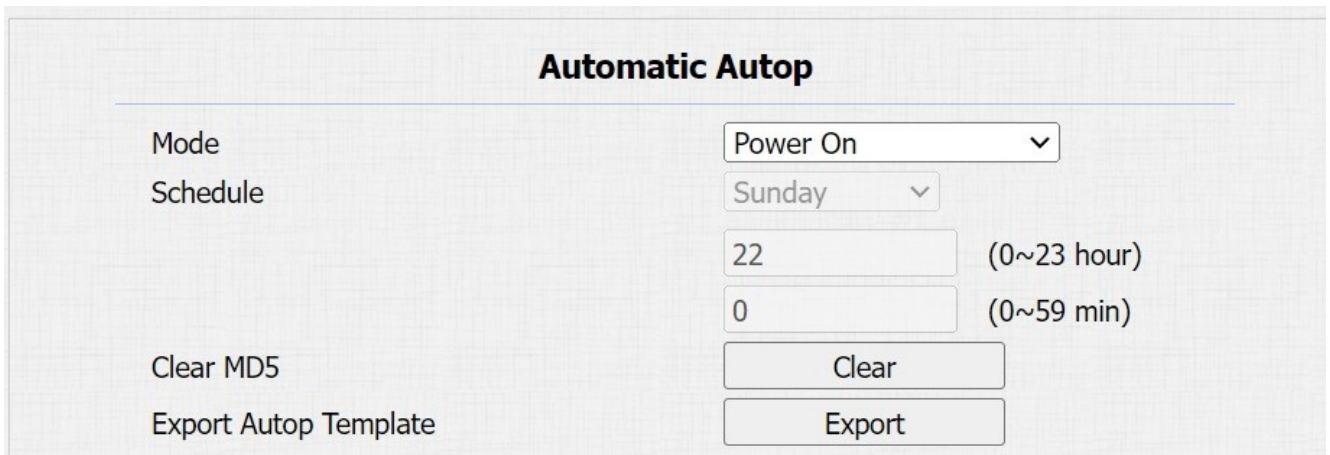 Automatic Autop
Mode Power On
Schedule Sunday
22 (0~23 hour)
0 (0~59 min)
Clear MD5 Clear
Export Autop Template Export